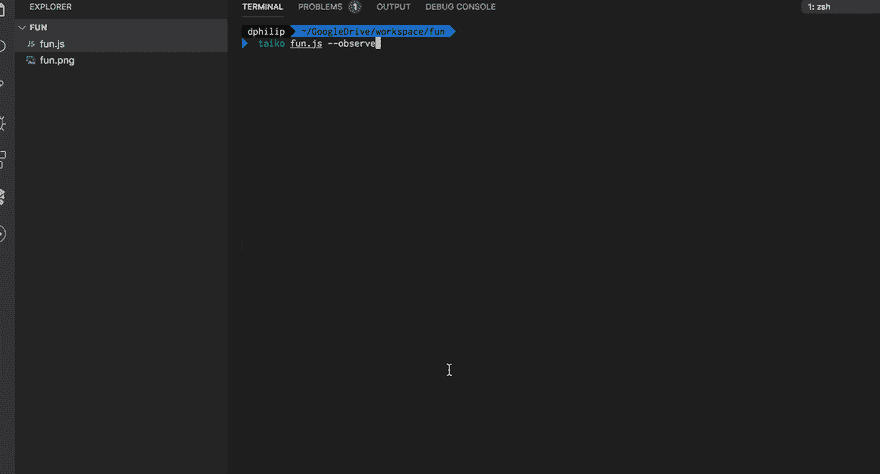 EXPLORER
TERMINAL PROBLEMS 1 OUTPUT DEBUG CONSOLE 1: zsh
FUN
JS fun.js
fun.png
dphilip ~/GoogleDrive/workspace/fun
taiko fun.js --observe